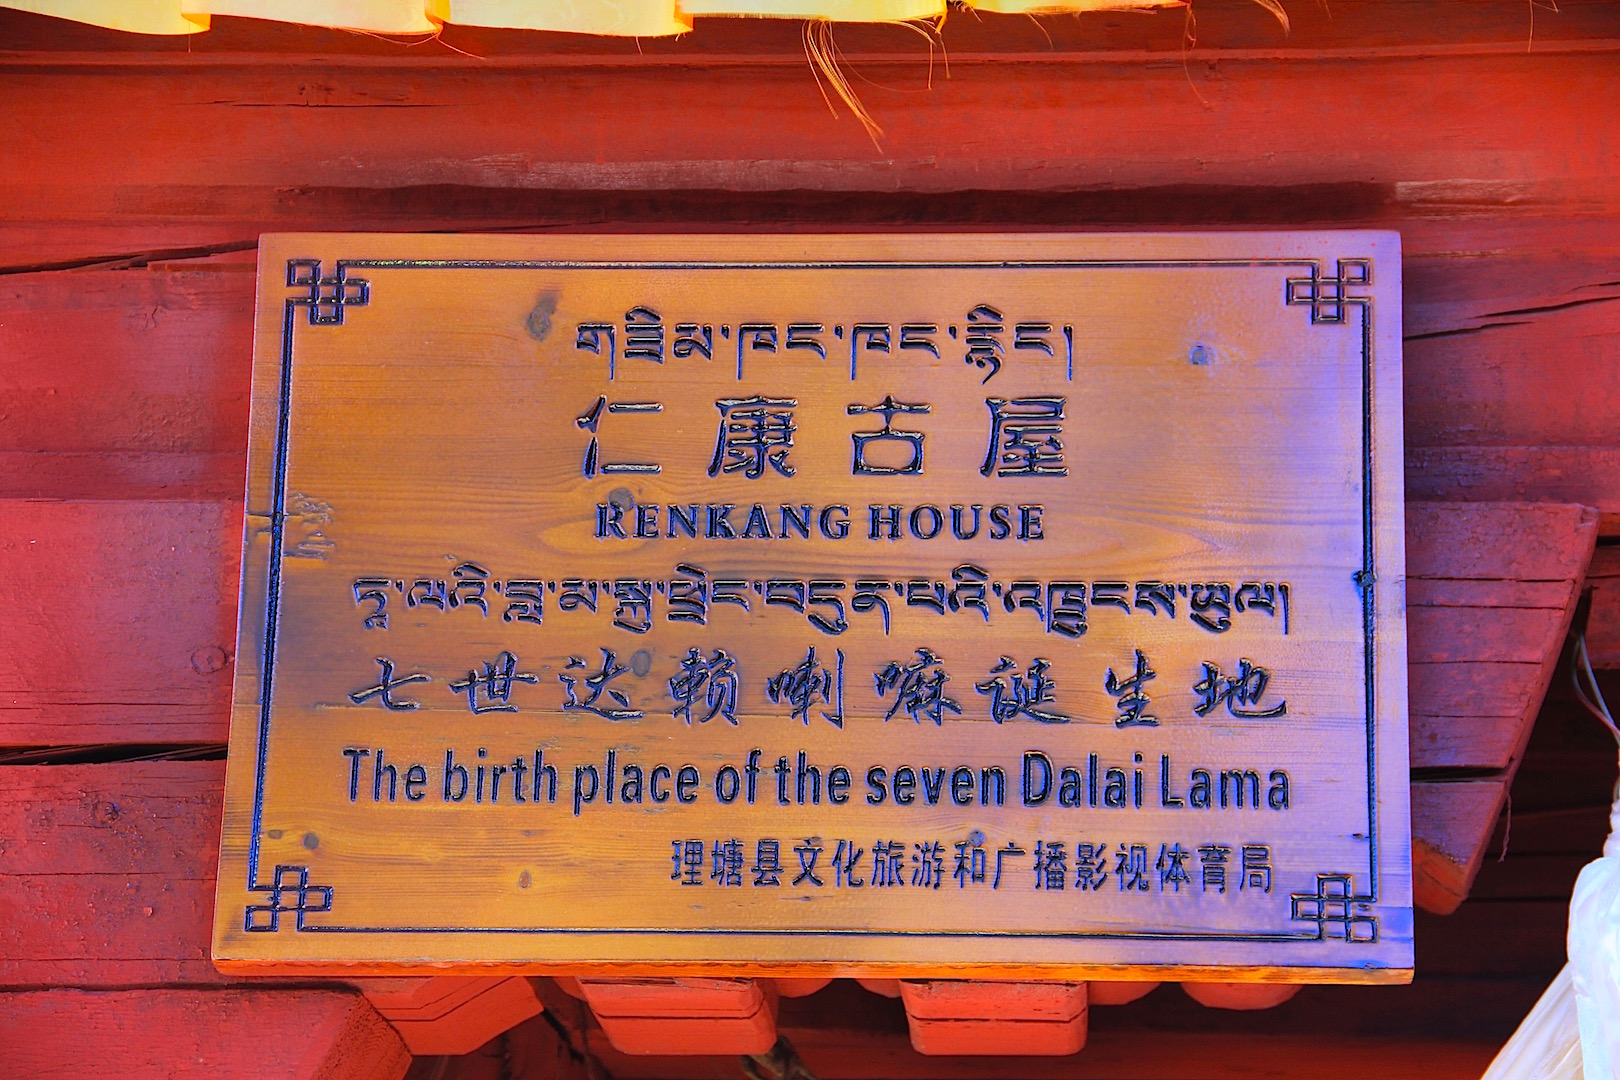 གཟིམ་ཁང་ཁང་རྙིང།
仁康古屋
RENKANG HOUSE
ཏཱ་ལའི་བླ་མ་སྐུ་ཕྲེང་བདུན་པའི་འཁྲུངས་ཡུལ།
七世达赖喇嘛诞生地
The birth place of the seven Dalai Lama
理塘县文化旅游和广播影视体育局